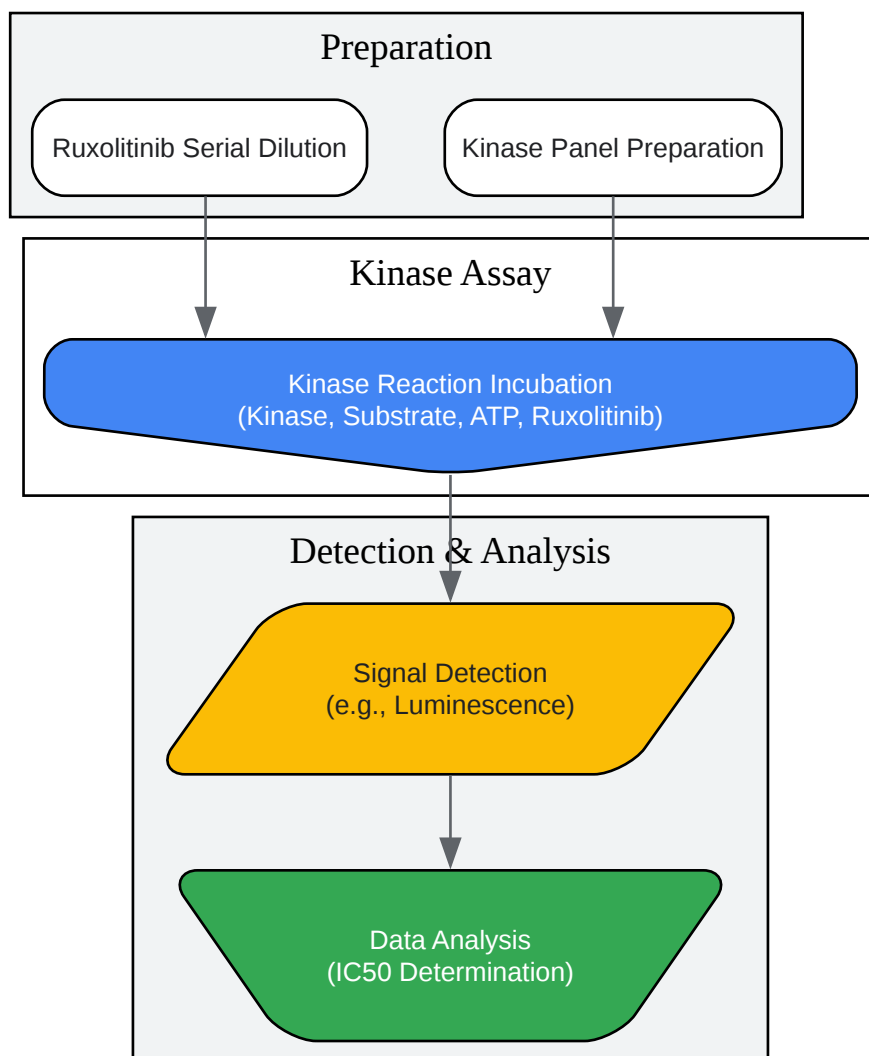 Preparation
Ruxolitinib Serial Dilution
Kinase Panel Preparation
Kinase Assay
Kinase Reaction Incubation
(Kinase, Substrate, ATP, Ruxolitinib)
Detection & Analysis
Signal Detection
(e.g., Luminescence)
Data Analysis
(IC50 Determination)